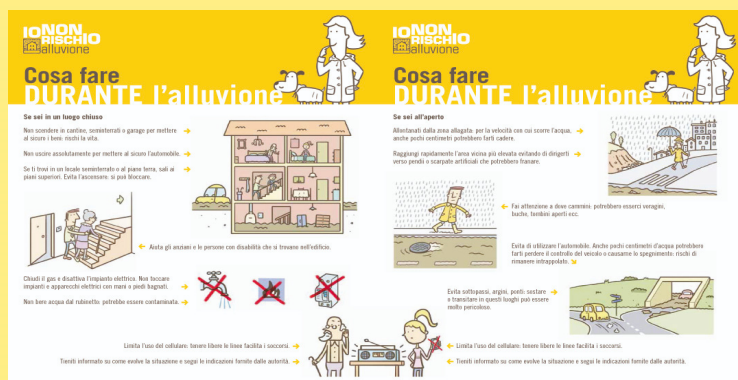 IO NON
RISCHIO
alluvione
Cosa fare
DURANTE l'alluvione
Se sei in un luogo chiuso
Non scendere in cantine, seminterrati o garage per mettere
al sicuro i beni: rischi la vita.
Non uscire assolutamente per mettere al sicuro l'automobile.
Se ti trovi in un locale seminterrato o al piano terra, sali ai
piani superiori. Evita l'ascensore: si può bloccare.
Aiuta gli anziani e le persone con disabilità che si trovano nell'edificio.
Chiudi il gas e disattiva l'impianto elettrico. Non toccare
impianti e apparecchi elettrici con mani o piedi bagnati.
Non bere acqua dal rubinetto: potrebbe essere contaminata.
Limita l'uso del cellulare: tenere libere le linee facilita i soccorsi.
Tieniti informato su come evolve la situazione e segui le indicazioni fornite dalle autorità.
IO NON
RISCHIO
alluvione
Cosa fare
DURANTE l'alluvione
Se sei all'aperto
Allontanati dalla zona allagata: per la velocità con cui scorre l'acqua,
anche pochi centimetri potrebbero farti cadere.
Raggiungi rapidamente l'area vicina più elevata evitando di dirigerti
verso pendii o scarpate artificiali che potrebbero franare.
Fai attenzione a dove cammini: potrebbero esserci voragini,
buche, tombini aperti ecc.
Evita di utilizzare l'automobile. Anche pochi centimetri d'acqua potrebbero
farti perdere il controllo del veicolo o causarne lo spegnimento: rischi di
rimanere intrappolato.
Evita sottopassi, argini, ponti: sostare
o transitare in questi luoghi può essere
molto pericoloso.
Limita l'uso del cellulare: tenere libere le linee facilita i soccorsi.
Tieniti informato su come evolve la situazione e segui le indicazioni fornite dalle autorità.